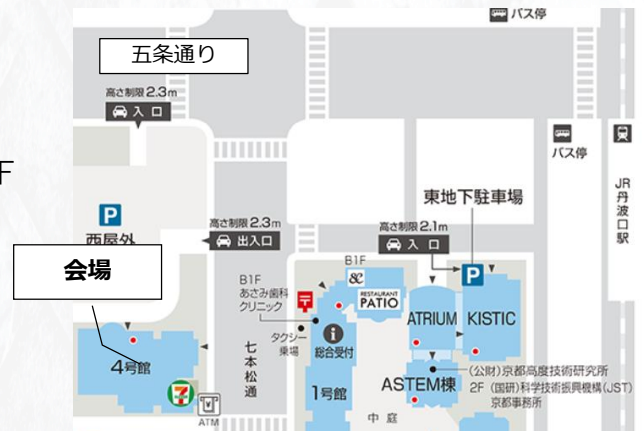 バス停
五条通り
高さ制限2.3m
入口
F
バス停
JR丹波口駅
P
西屋外
東地下駐車場
高さ制限2.3m
出入口
高さ制限2.1m
入口
P
会場
B1F
B1F
あさみ歯科
クリニック
RESTAURANT
PATIO
ATRIUM
KISTIC
タクシー
乗場
i
総合受付
七本松通
4号館
7
ATM
1号館
ASTEM棟
(公財)京都高度技術研究所
2F (国研)科学技術振興機構(JST)
京都事務所
中庭